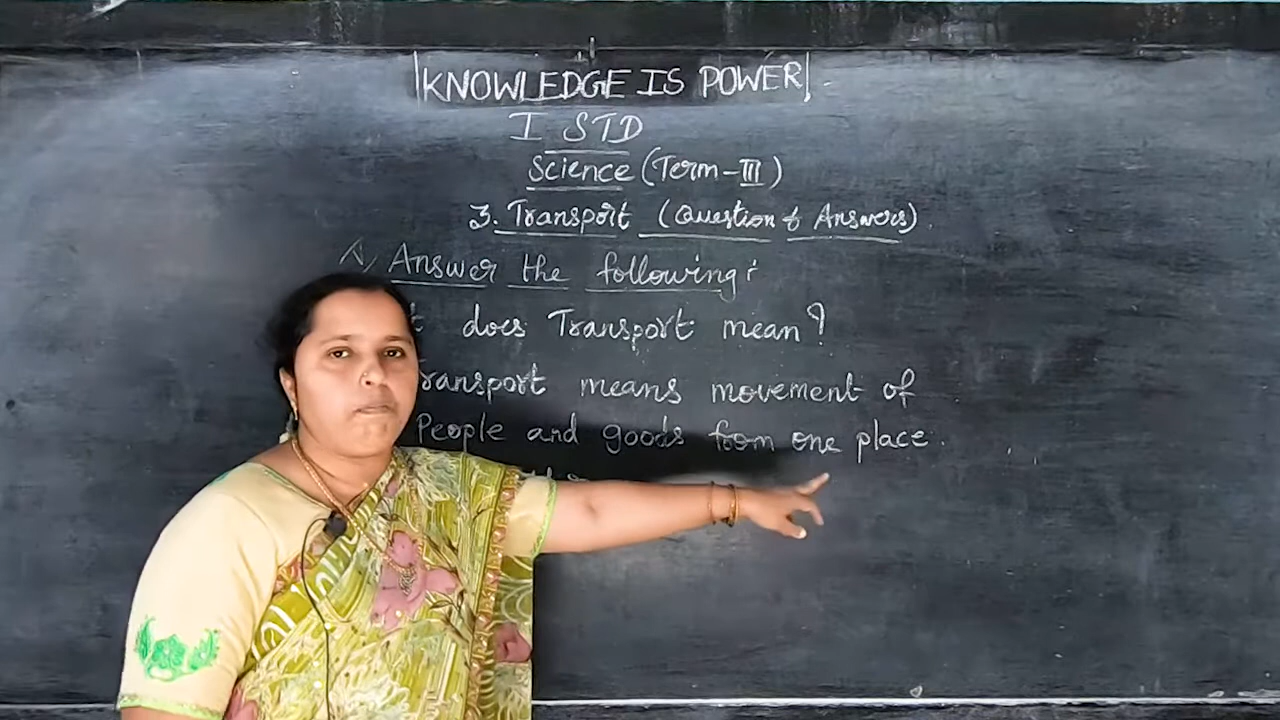 KNOWLEDGE IS POWER
I STD
Science (Term-III)
3. Transport (Question & Answers).
A, Answer the following:
does Transport mean?
ransport means movement of
People and goods from one place.